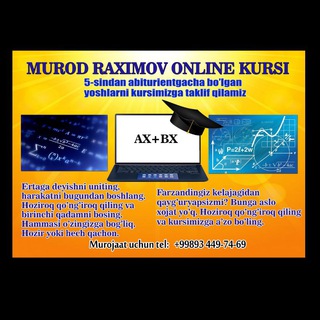 MUROD RAXIMOV ONLINE KURSI
5-sindan abiturientgacha bo'lgan
yoshlarni kursimizga taklif qilamiz
AX+BX
P=2ℓ+2w
Ertaga deyishni uniting,
harakatni bugundan boshlang.
Hoziroq qo'ng'iroq qiling va
birinchi qadamni bosing.
Hammasi o'zingizga bog'liq.
Hozir yoki hech qachon.
Farzandingiz kelajagidan
qayg'uryapsizmi? Bunga aslo
xojat yo'q. Hoziroq qo'ng'iroq qiling
va kursimizga a'zo bo'ling.
Murojaat uchun tel: +99893 449-74-69